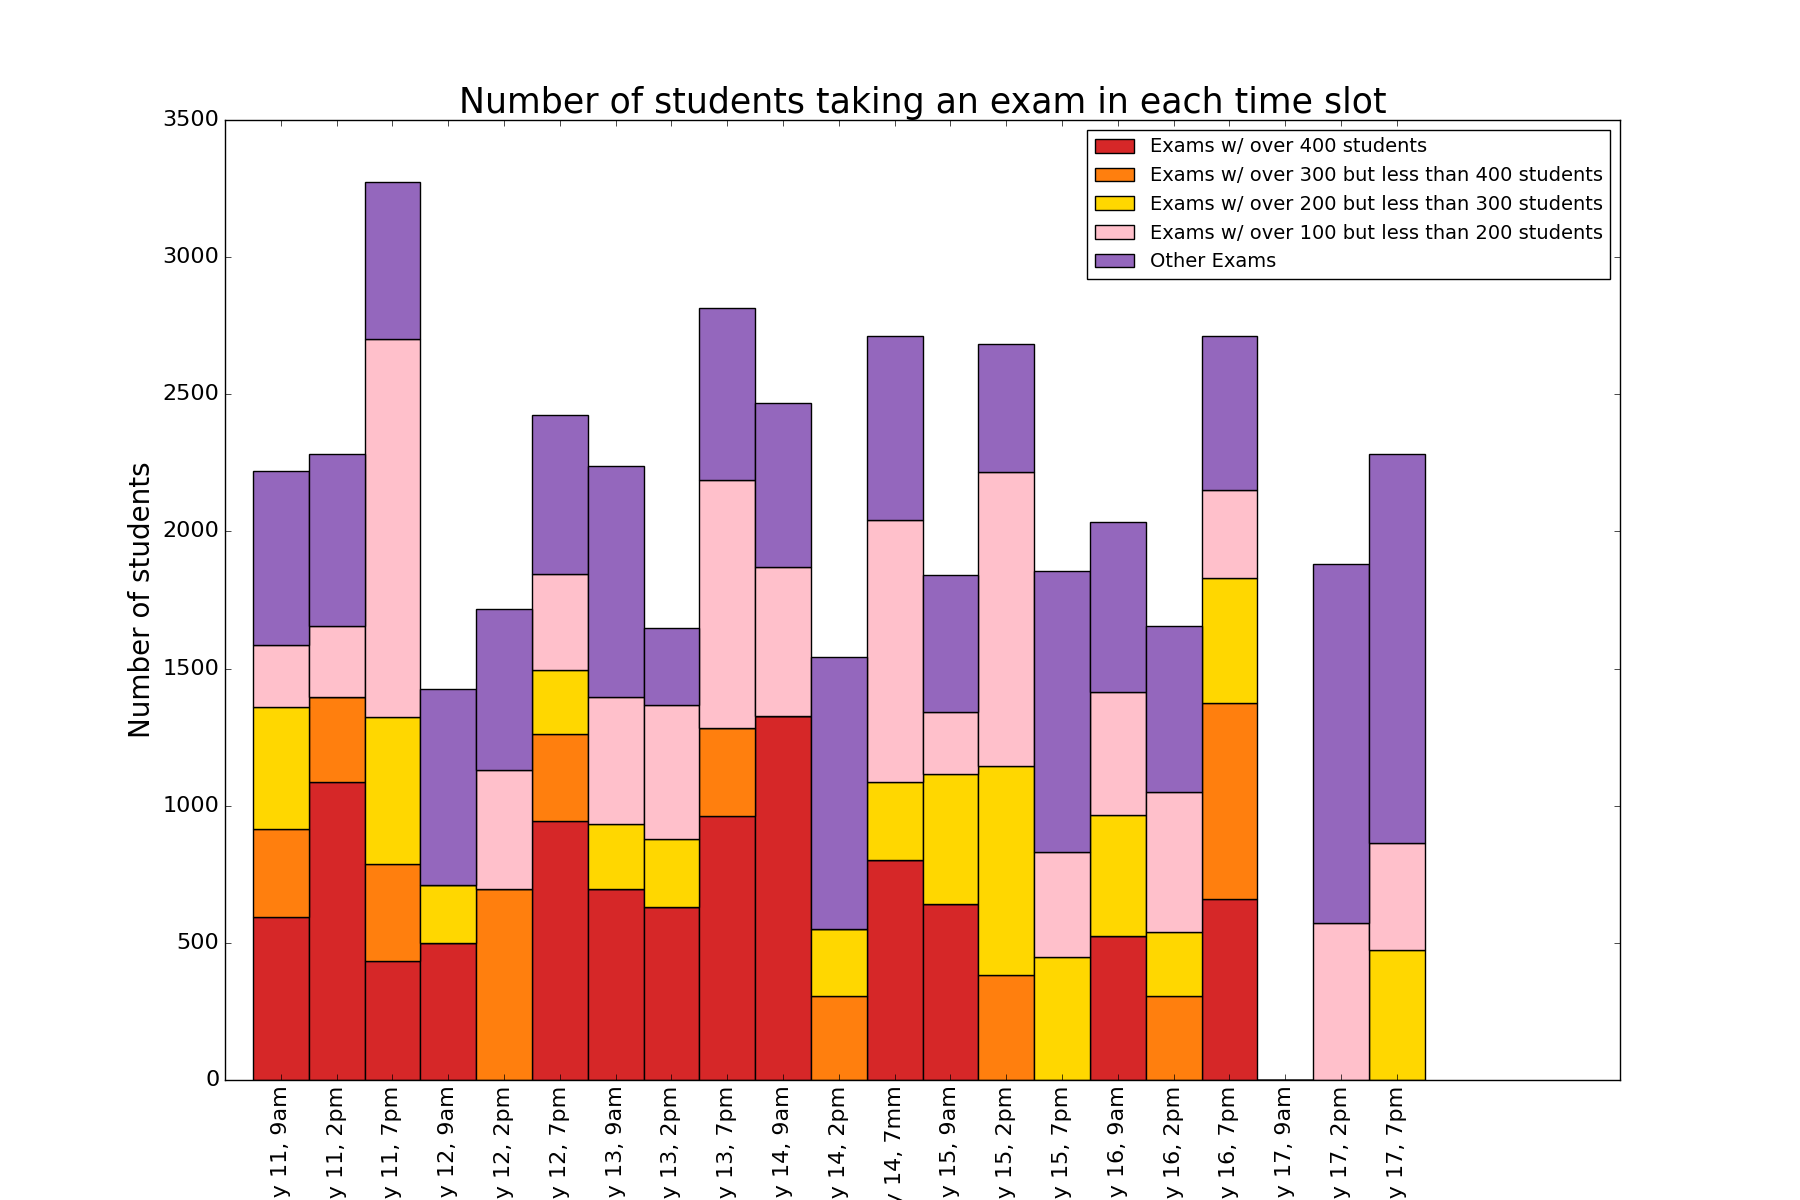 Number of students taking an exam in each time slot
3500
3000
2500
2000
1500
1000
500
0
Number of students
Exams w/ over 400 students
Exams w/ over 300 but less than 400 students
Exams w/ over 200 but less than 300 students
Exams w/ over 100 but less than 200 students
Other Exams
y 11, 9am
y 11, 2pm
y 11, 7pm
y 12, 9am
y 12, 2pm
y 12, 7pm
y 13, 9am
y 13, 2pm
y 13, 7pm
y 14, 9am
y 14, 2pm
y 14, 7mm
y 15, 9am
y 15, 2pm
y 15, 7pm
y 16, 9am
y 16, 2pm
y 16, 7pm
y 17, 9am
y 17, 2pm
y 17, 7pm